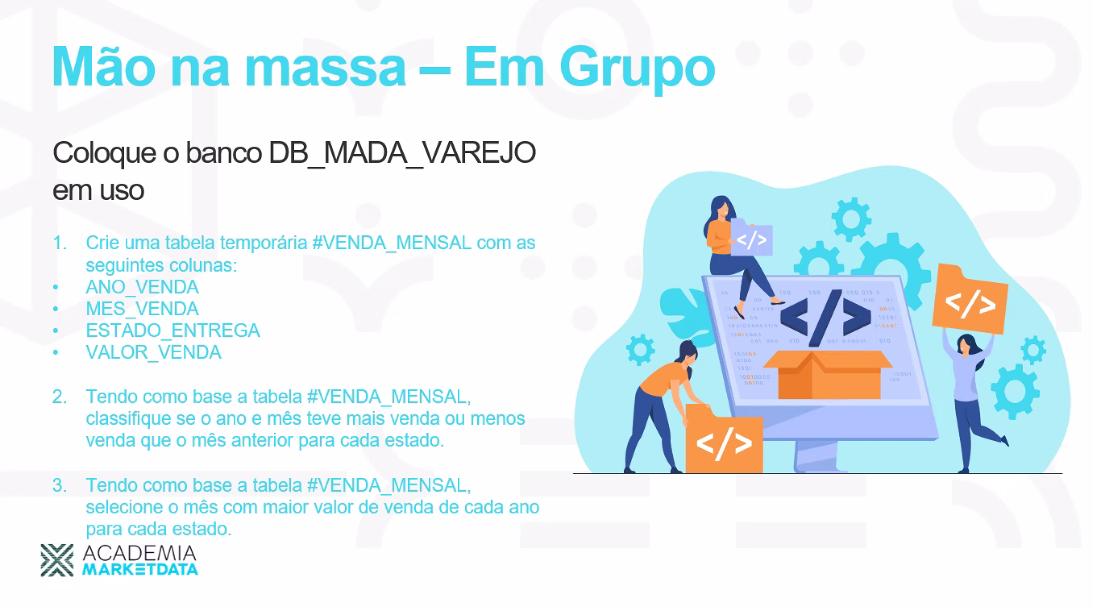 Mão na massa – Em Grupo
Coloque o banco DB_MADA_VAREJO
em uso
1. Crie uma tabela temporária #VENDA_MENSAL com as
seguintes colunas:
• ANO_VENDA
• MES_VENDA
• ESTADO_ENTREGA
• VALOR_VENDA
2. Tendo como base a tabela #VENDA_MENSAL,
classifique se o ano e mês teve mais venda ou menos
venda que o mês anterior para cada estado.
3. Tendo como base a tabela #VENDA_MENSAL,
selecione o mês com maior valor de venda de cada ano
para cada estado.
ACADEMIA
MARKETDATA
</>
</>
</>
</>